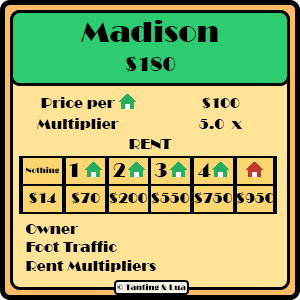 Madison
$180
Price per $100
Multiplier 5.0 x
RENT
Nothing 1 2 3 4
$14 $70 $200 $550 $750 $950
Owner
Foot Traffic
Rent Multipliers
© Tanting & Lua